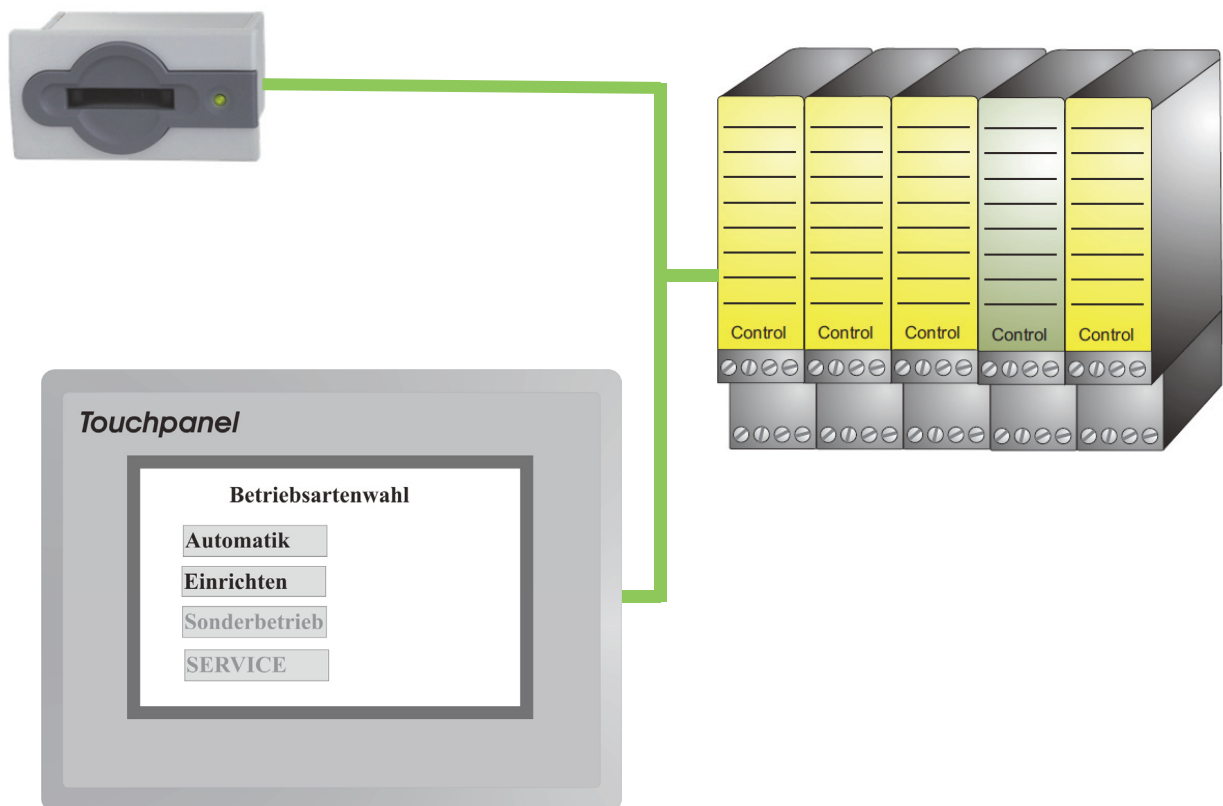 Control Control Control Control Control
Touchpanel
Betriebsartenwahl
Automatik
Einrichten
Sonderbetrieb
SERVICE